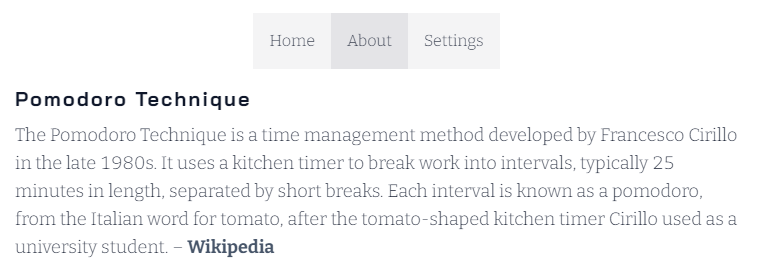 Home About Settings
Pomodoro Technique
The Pomodoro Technique is a time management method developed by Francesco Cirillo
in the late 1980s. It uses a kitchen timer to break work into intervals, typically 25
minutes in length, separated by short breaks. Each interval is known as a pomodoro,
from the Italian word for tomato, after the tomato-shaped kitchen timer Cirillo used as a
university student. – Wikipedia